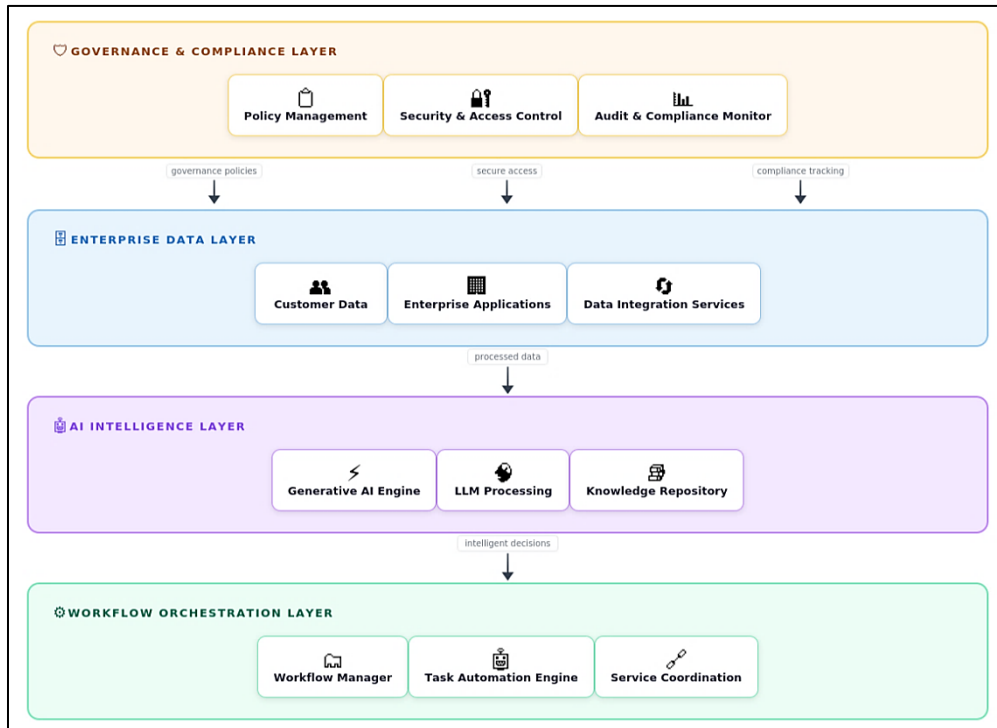 GOVERNANCE & COMPLIANCE LAYER
Policy Management
Security & Access Control
Audit & Compliance Monitor
governance policies
secure access
compliance tracking
ENTERPRISE DATA LAYER
Customer Data
Enterprise Applications
Data Integration Services
processed data
AI INTELLIGENCE LAYER
Generative AI Engine
LLM Processing
Knowledge Repository
intelligent decisions
WORKFLOW ORCHESTRATION LAYER
Workflow Manager
Task Automation Engine
Service Coordination